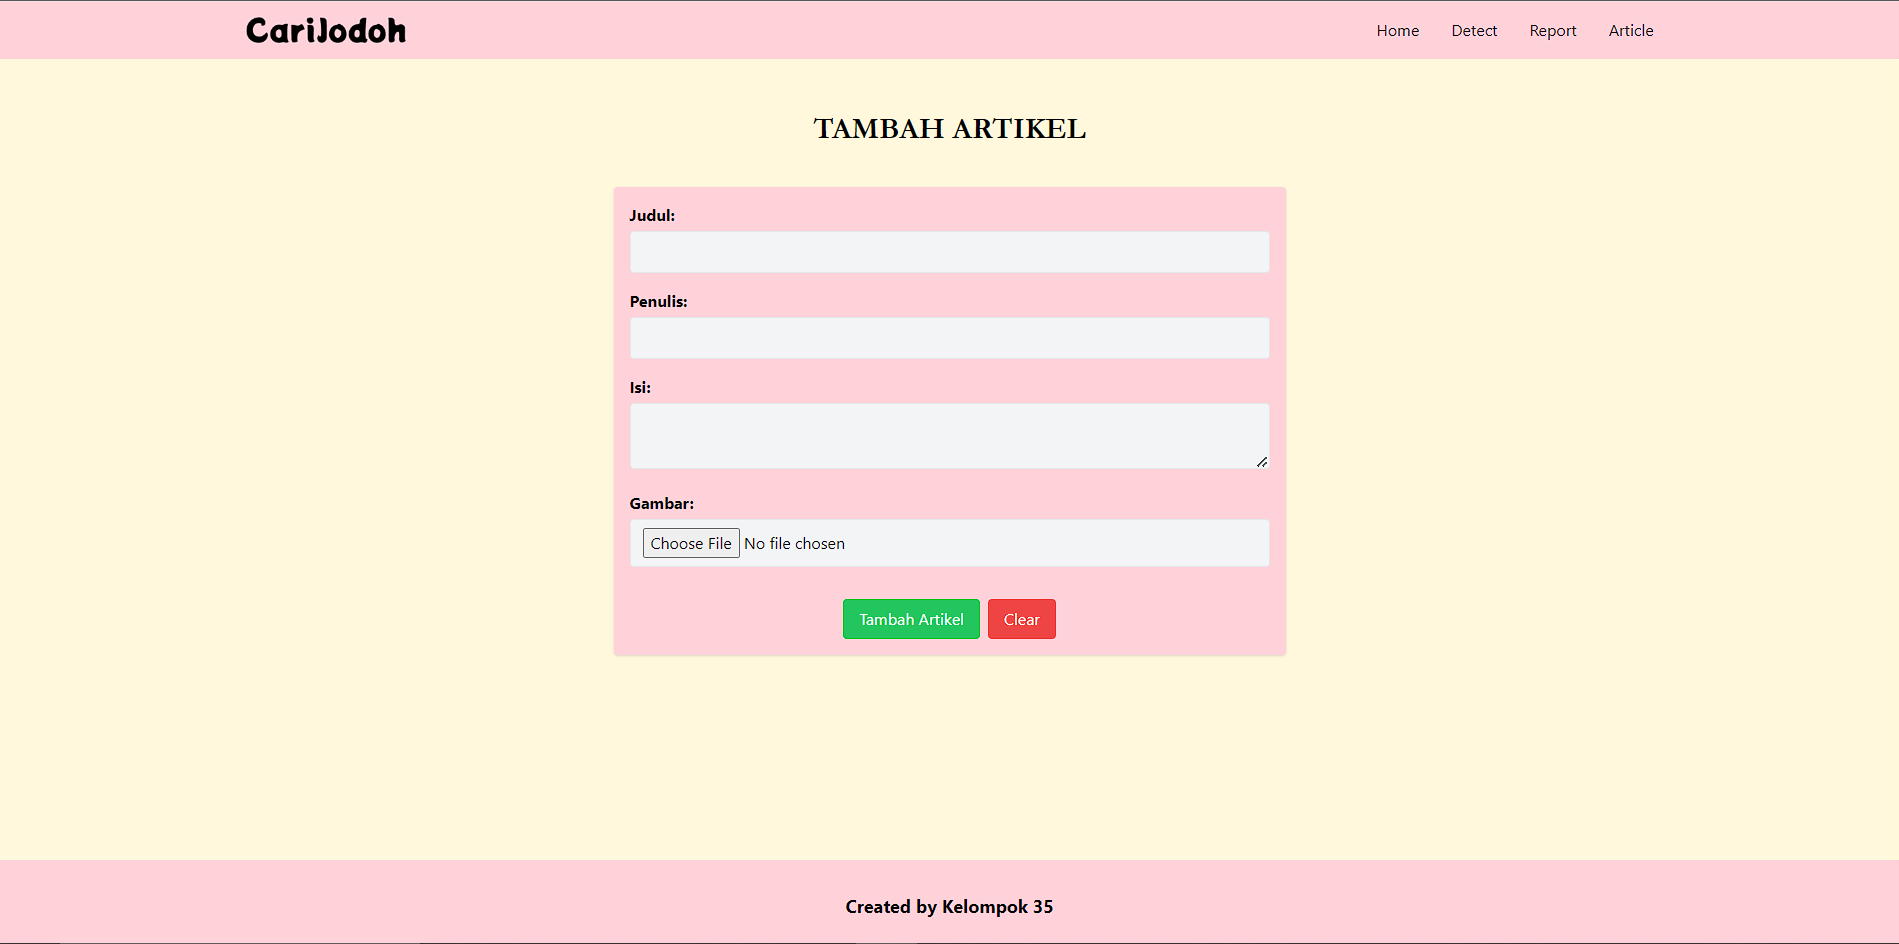 CariJodoh
Home Detect Report Article
TAMBAH ARTIKEL
Judul:
Penulis:
Isi:
Gambar:
Choose File No file chosen
Tambah Artikel Clear
Created by Kelompok 35